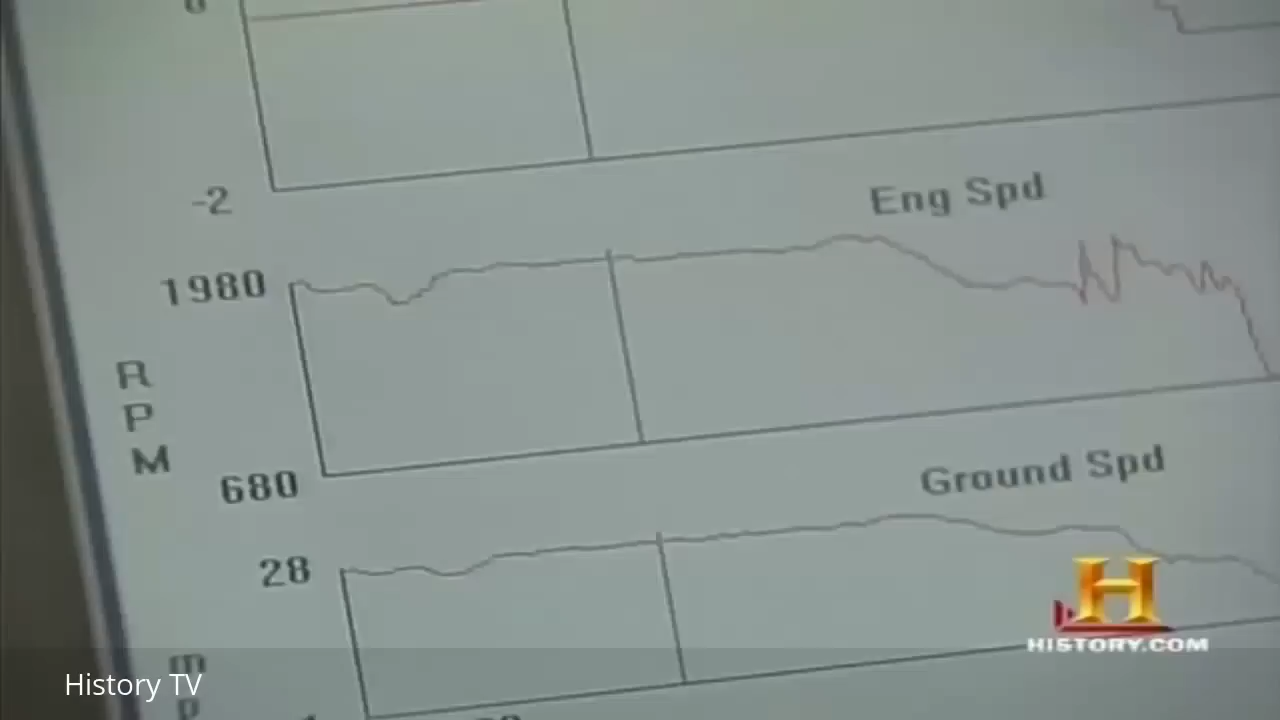 -2
Eng Spd
1980
R
P
M
680
Ground Spd
28
m
p
H
HISTORY.COM
History TV